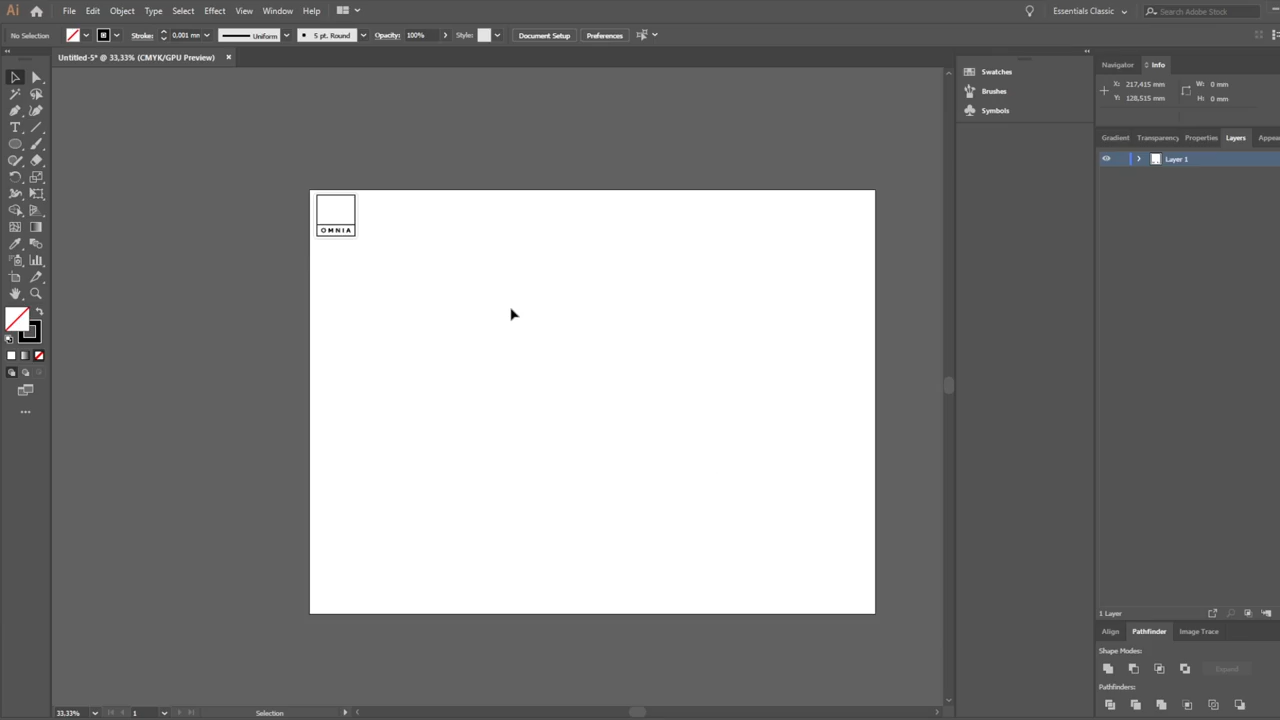 Ai File Edit Object Type Select Effect View Window Help Essentials Classic Search Adobe Stock
No Selection Stroke: 0,001 mm Uniform 5 pt. Round Opacity: 100% Style: Document Setup Preferences
Untitled-5* @ 33,33% (CMYK/GPU Preview)
Navigator Info
Swatches
Brushes
Symbols
X: 217,415 mm W: 0 mm
Y: 128,515 mm H: 0 mm
Gradient Transparency Properties Layers Appea
Layer 1
OMNIA
1 Layer
Align Pathfinder Image Trace
Shape Modes:
Expand
Pathfinders:
33,33% 1 Selection